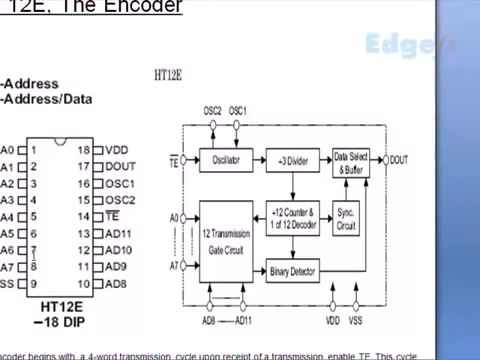 12E, The Encoder
Edgefx
-Address
-Address/Data
HT12E
A0 1 18 VDD
A1 2 17 DOUT
A2 3 16 OSC1
A3 4 15 OSC2
A4 5 14 TE
A5 6 13 AD11
A6 7 12 AD10
A7 8 11 AD9
SS 9 10 AD8
HT12E
–18 DIP
OSC2 OSC1
TE
Oscillator
÷3 Divider
Data Select
& Buffer
DOUT
A0
A7
12 Transmission
Gate Circuit
÷12 Counter &
1 of 12 Decoder
Sync.
Circuit
Binary Detector
AD8 AD11 VDD VSS
ncoder begins with a 4-word transmission cycle upon receipt of a transmission enable TE. This cycle